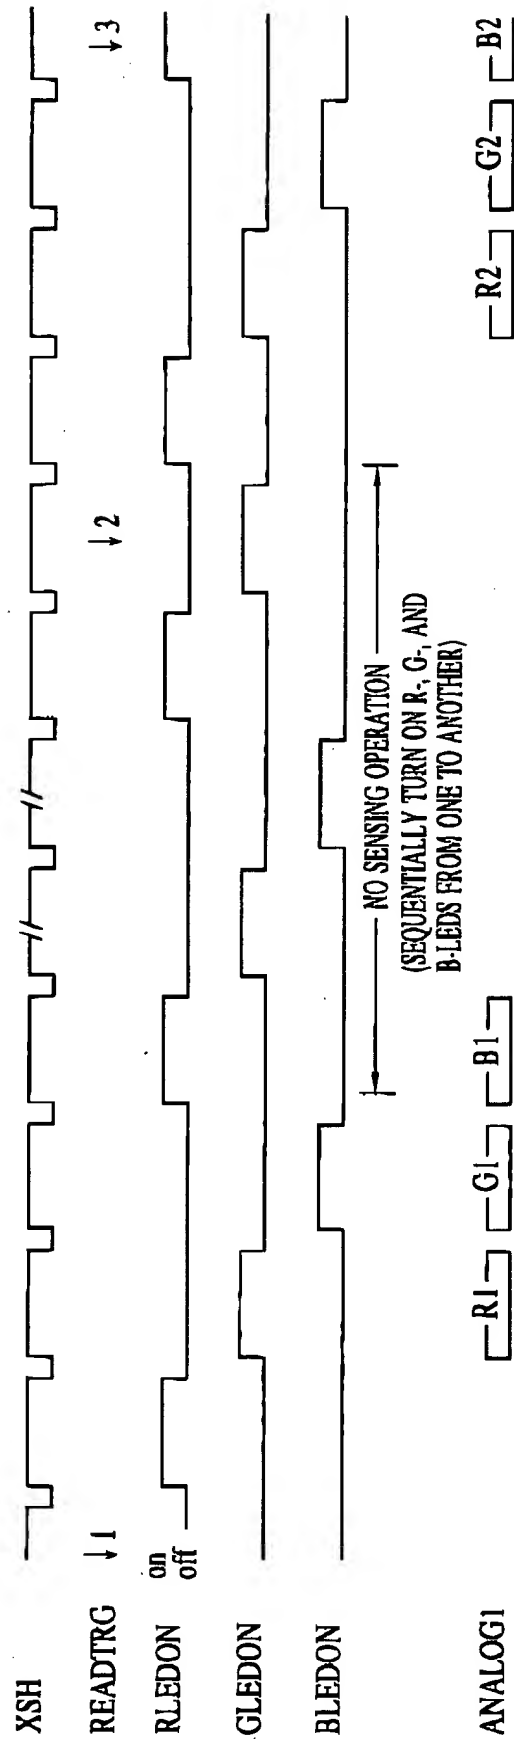 XSH
READTRG ↓1 ↓2 ↓3
RLEDON on
off
GLEDON
BLEDON
NO SENSING OPERATION
(SEQUENTIALLY TURN ON R-, G-, AND
B-LEDS FROM ONE TO ANOTHER)
ANALOG1 R1 G1 B1 R2 G2 B2